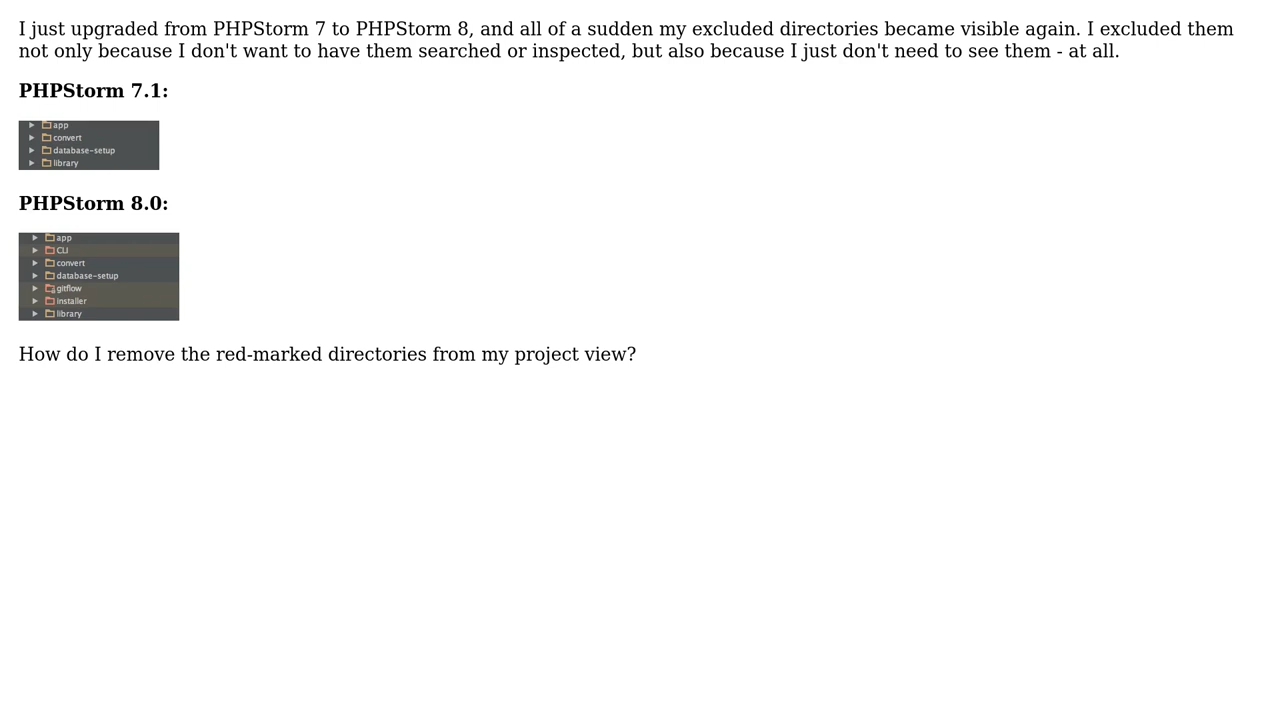 I just upgraded from PHPStorm 7 to PHPStorm 8, and all of a sudden my excluded directories became visible again. I excluded them
not only because I don't want to have them searched or inspected, but also because I just don't need to see them - at all.
PHPStorm 7.1:
app
convert
database-setup
library
PHPStorm 8.0:
app
CLI
convert
database-setup
gitflow
installer
library
How do I remove the red-marked directories from my project view?